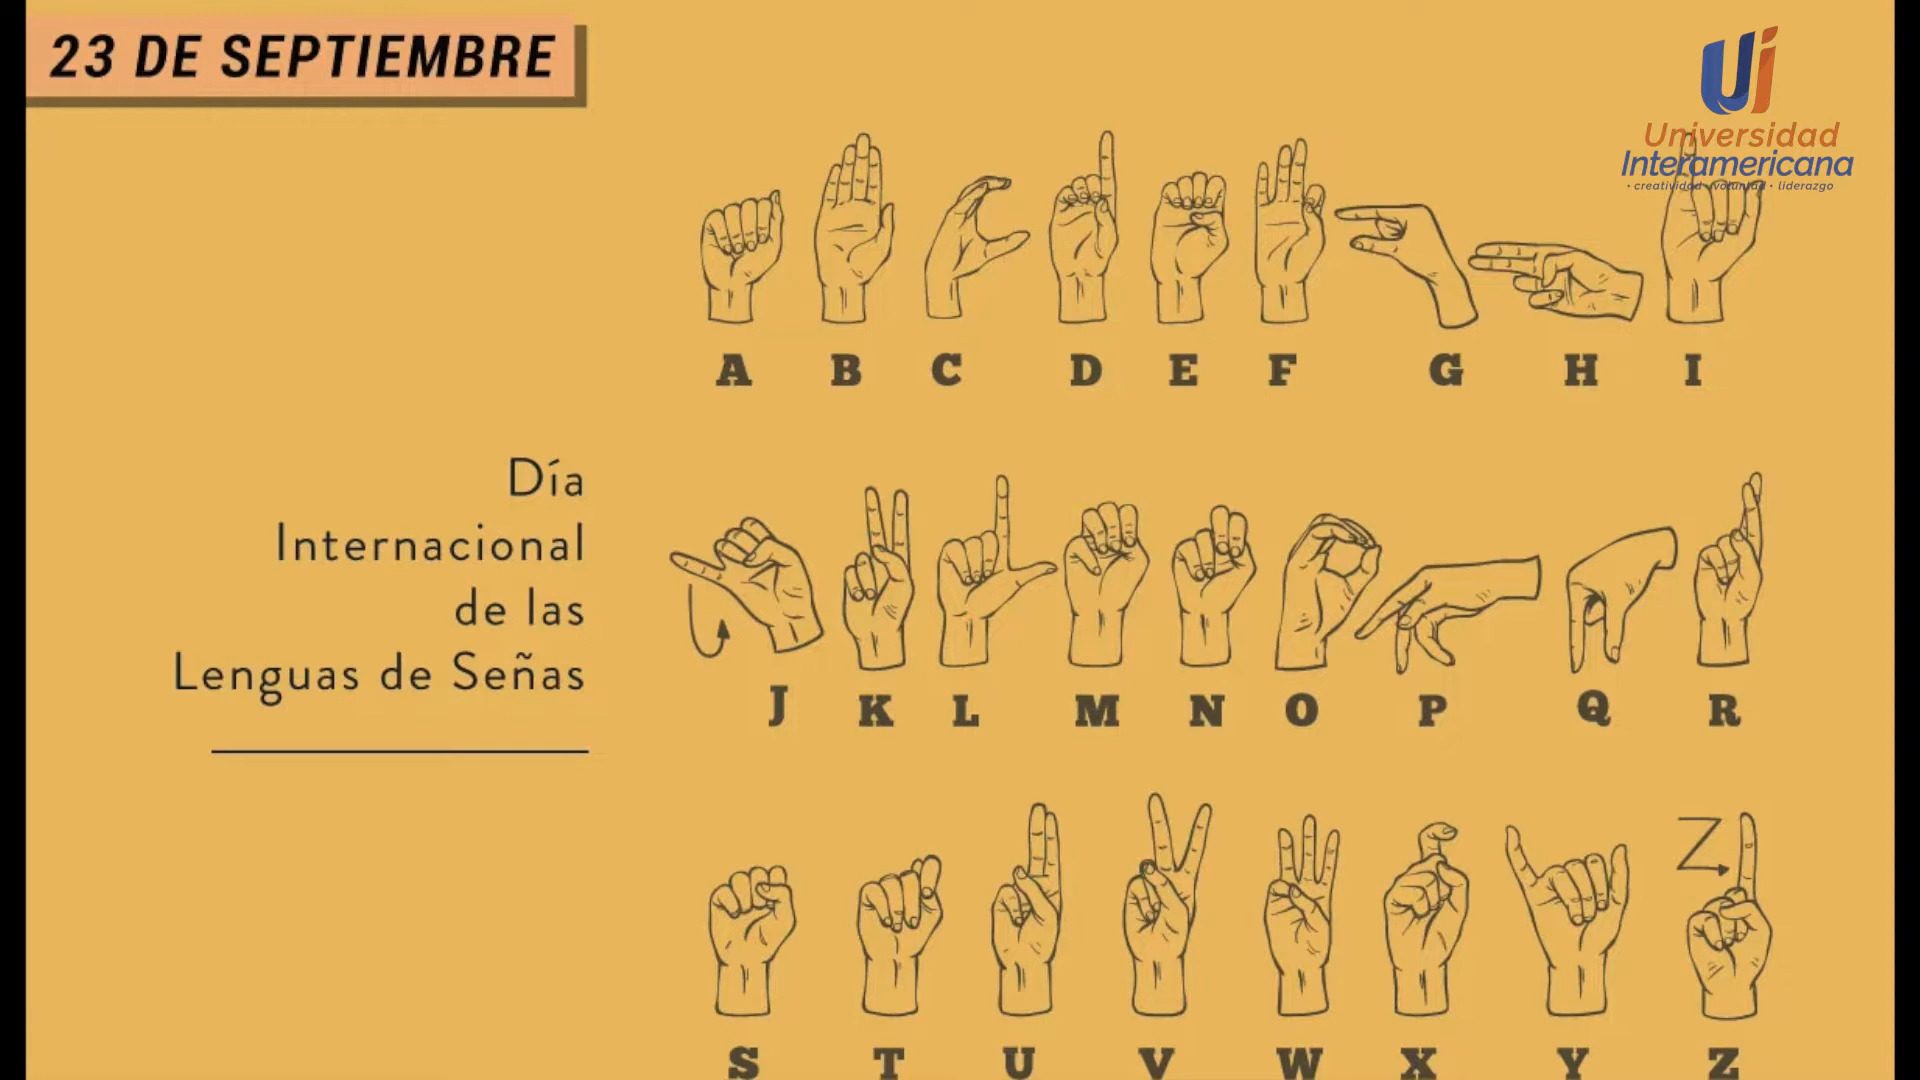 23 DE SEPTIEMBRE
Universidad
Interamericana
· creatividad · voluntad · liderazgo
A B C D E F G H I
Día
Internacional
de las
Lenguas de Señas
J K L M N O P Q R
Z
S T U V W X Y Z